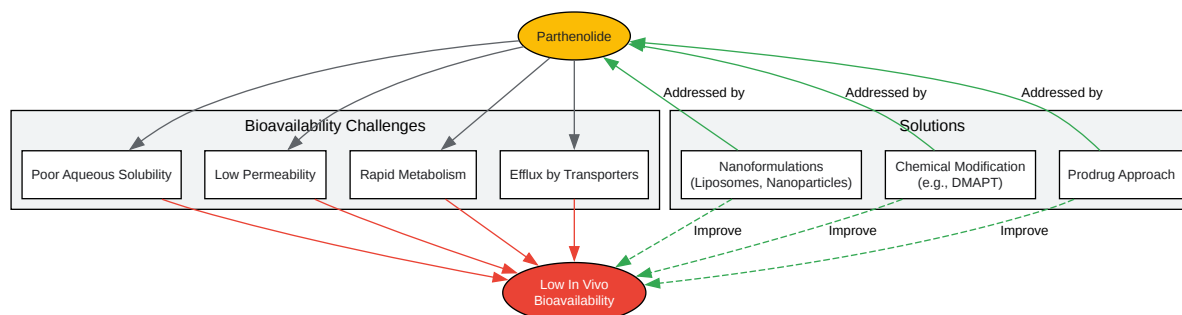 Parthenolide
Addressed by
Addressed by
Addressed by
Bioavailability Challenges
Solutions
Poor Aqueous Solubility
Low Permeability
Rapid Metabolism
Efflux by Transporters
Nanoformulations
(Liposomes, Nanoparticles)
Chemical Modification
(e.g., DMAPT)
Prodrug Approach
Improve
Improve
Improve
Low In Vivo
Bioavailability